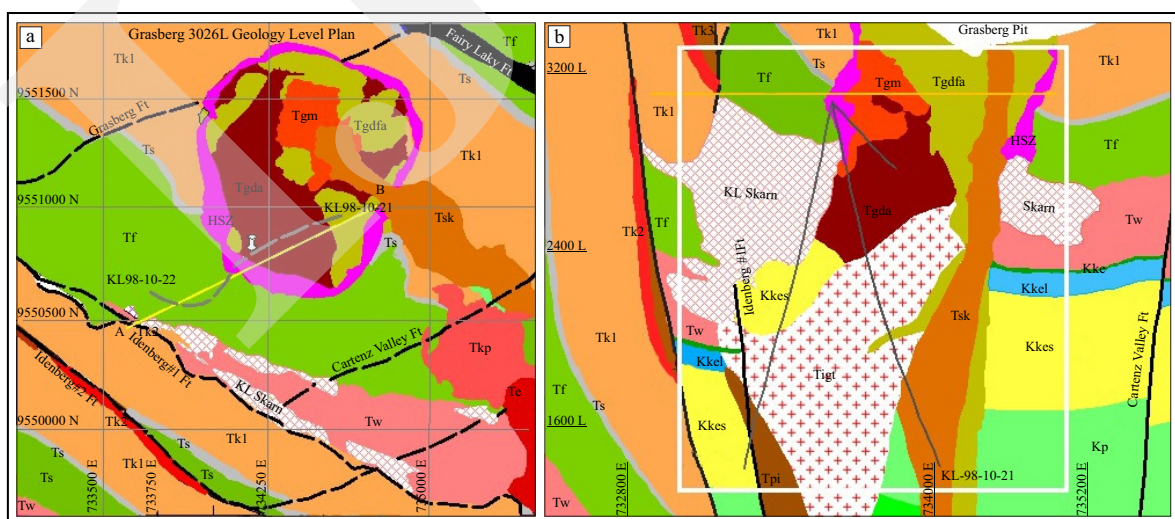 a
Grasberg 3026L Geology Level Plan
Tf
Tk1
Fairy Laky Ft
Ts
9551500 N
Grasberg Ft
Tgm
Tgdfa
Tk1
Ts
Tgda
B
9551000 N
KL98-10-21
HSZ
Tsk
Tf
Ts
KL98-10-22
9550500 N
A
Tk2
Idenberg#1 Ft
Cartenz Valley Ft
Tkp
Idenberg#2 Ft
KL Skarn
Te
9550000 N
Tk2
Tw
Ts
Tk1
Ts
Tk1
Ts
Tw
733500 E
733750 E
734250 E
735000 E
b
Grasberg Pit
Tk3
Tk1
3200 L
Ts
Tgm
Tgdfa
Tk1
Tf
Tk1
HSZ
Tf
KL Skarn
Tgda
Skarn
Tw
Tk2
Tf
2400 L
Idenberg #1Ft
Kke
Kkes
Kkel
Tsk
Tw
Tk1
Kkes
Kkel
Tigt
Cartenz Valley Ft
Tf
Ts
1600 L
Kkes
Kp
Tpi
KL-98-10-21
Tw
732800 E
734000 E
735200 E